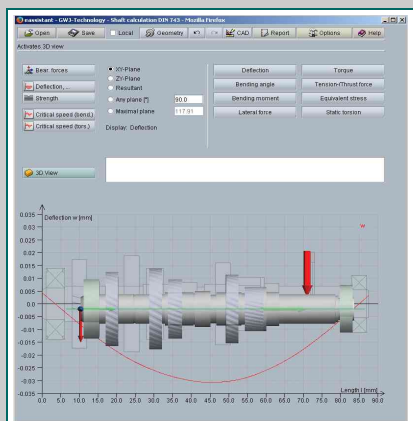 eassistant - GWJ-Technology - Shaft calculation DIN 743 - Mozilla Firefox
Open Save Local Geometry CAD Report Options Help
Activates 3D view
Bear. forces
Deflection,...
Strength
Critical speed (bend.)
Critical speed (tors.)
XY-Plane
ZY-Plane
Resultant
Any plane [°] 90.0
Maximal plane 117.91
Display: Deflection
Deflection Torque
Bending angle Tension/Thrust force
Bending moment Equivalent stress
Lateral force Static torsion
3D View
Deflection w [mm]
w
0.035
0.03
0.025
0.02
0.015
0.01
0.005
0.0
-0.005
-0.01
-0.015
-0.02
-0.025
-0.03
-0.035
Length l [mm]
0.0 5.0 10.0 15.0 20.0 25.0 30.0 35.0 40.0 45.0 50.0 55.0 60.0 65.0 70.0 75.0 80.0 85.0 90.0